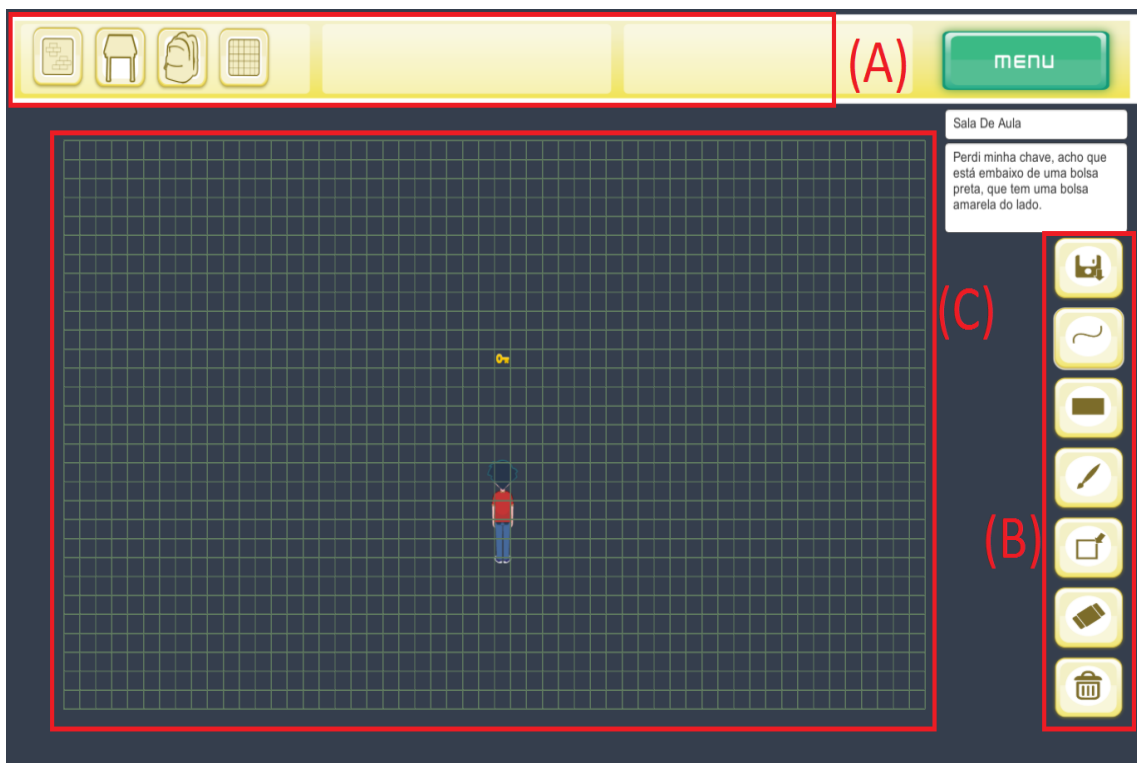 (A)
MENU
Sala De Aula
Perdi minha chave, acho que
está embaixo de uma bolsa
preta, que tem uma bolsa
amarela do lado.
(C)
(B)